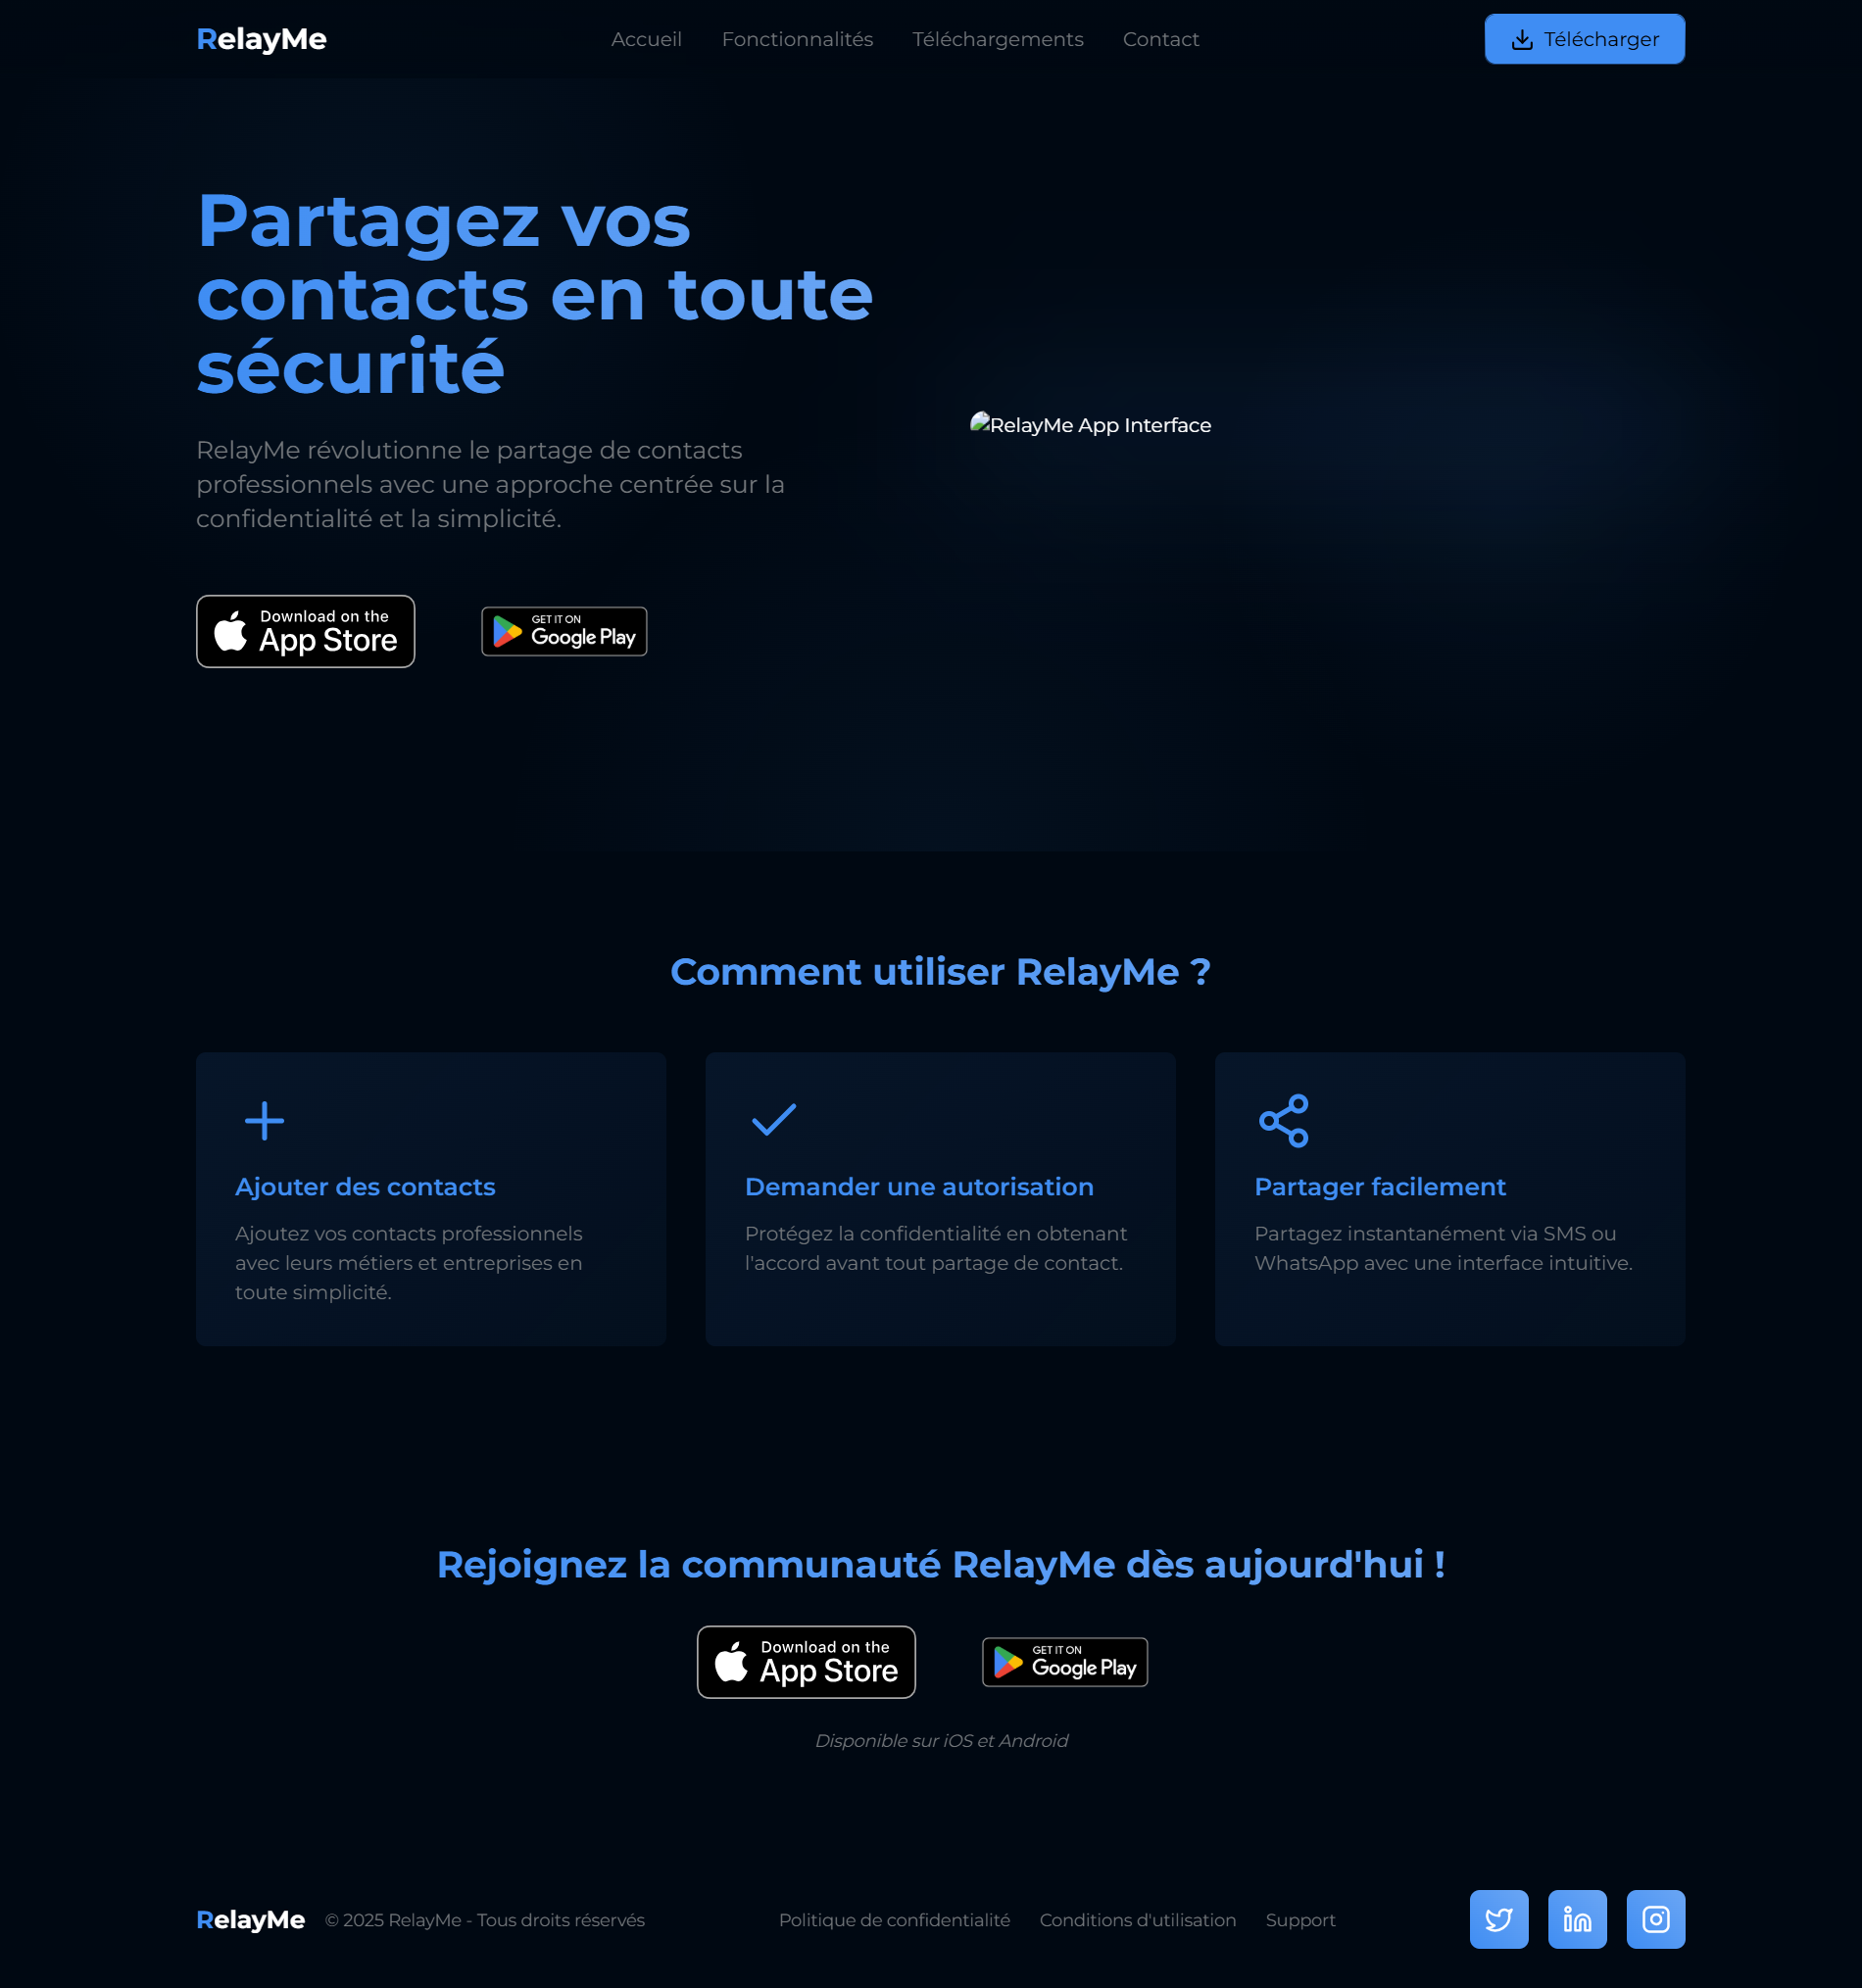 RelayMe
Accueil
Fonctionnalités
Téléchargements
Contact
Télécharger
Partagez vos
contacts en toute
sécurité
RelayMe révolutionne le partage de contacts
professionnels avec une approche centrée sur la
confidentialité et la simplicité.
RelayMe App Interface
Download on the
App Store
GET IT ON
Google Play
Comment utiliser RelayMe ?
Ajouter des contacts
Ajoutez vos contacts professionnels
avec leurs métiers et entreprises en
toute simplicité.
Demander une autorisation
Protégez la confidentialité en obtenant
l'accord avant tout partage de contact.
Partager facilement
Partagez instantanément via SMS ou
WhatsApp avec une interface intuitive.
Rejoignez la communauté RelayMe dès aujourd'hui !
Download on the
App Store
GET IT ON
Google Play
Disponible sur iOS et Android
RelayMe
© 2025 RelayMe - Tous droits réservés
Politique de confidentialité
Conditions d'utilisation
Support